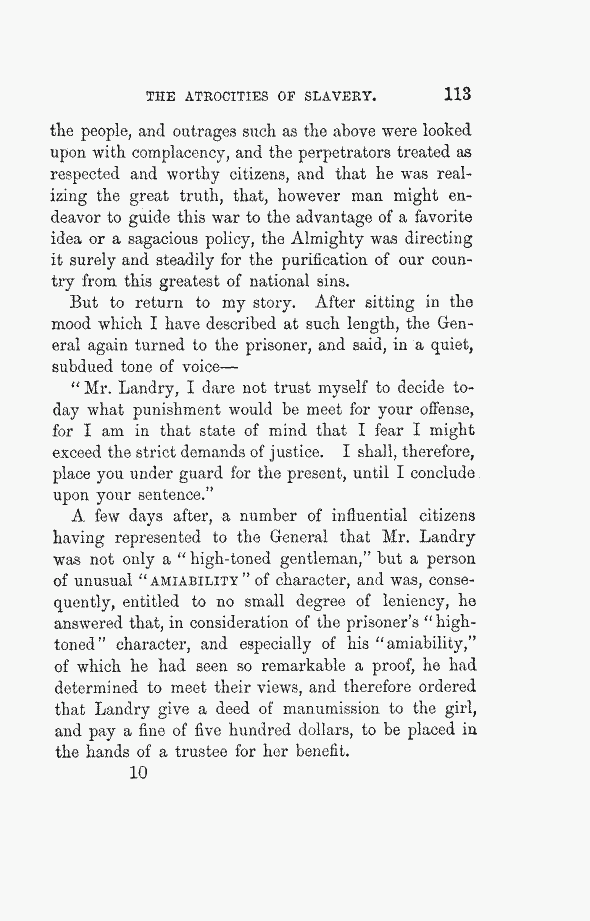 THE ATROCITIES OF SLAVERY. 113
the people, and outrages such as the above were looked
upon with complacency, and the perpetrators treated as
respected and worthy citizens, and that he was real-
izing the great truth, that, however man might en-
deavor to guide this war to the advantage of a favorite
idea or a sagacious policy, the Almighty was directing
it surely and steadily for the purification of our coun-
try from this greatest of national sins.
But to return to my story. After sitting in the
mood which I have described at such length, the Gen-
eral again turned to the prisoner, and said, in a quiet,
subdued tone of voice—
“Mr. Landry, I dare not trust myself to decide to-
day what punishment would be meet for your offense,
for I am in that state of mind that I fear I might
exceed the strict demands of justice. I shall, therefore,
place you under guard for the present, until I conclude
upon your sentence.”
A few days after, a number of influential citizens
having represented to the General that Mr. Landry
was not only a “high-toned gentleman,” but a person
of unusual “AMIABILITY” of character, and was, conse-
quently, entitled to no small degree of leniency, he
answered that, in consideration of the prisoner’s “high-
toned” character, and especially of his “amiability,”
of which he had seen so remarkable a proof, he had
determined to meet their views, and therefore ordered
that Landry give a deed of manumission to the girl,
and pay a fine of five hundred dollars, to be placed in
the hands of a trustee for her benefit.
10